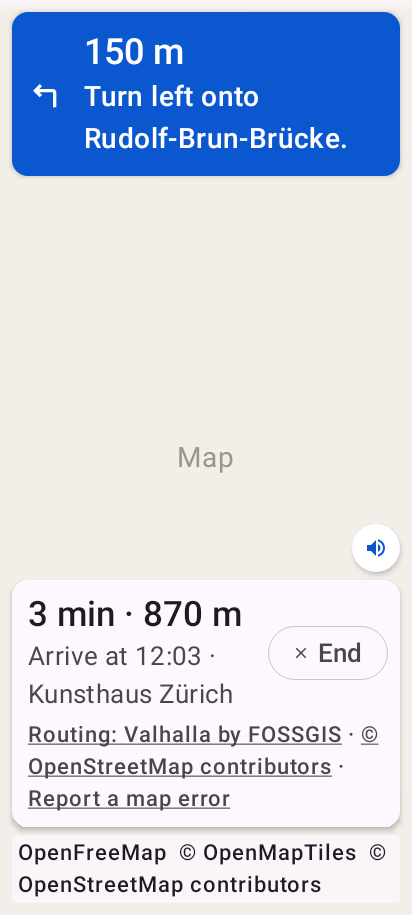 150 m
Turn left onto
Rudolf-Brun-Brücke.
Map
3 min · 870 m
Arrive at 12:03 ·
Kunsthaus Zürich
End
Routing: Valhalla by FOSSGIS · ©
OpenStreetMap contributors ·
Report a map error
OpenFreeMap © OpenMapTiles ©
OpenStreetMap contributors